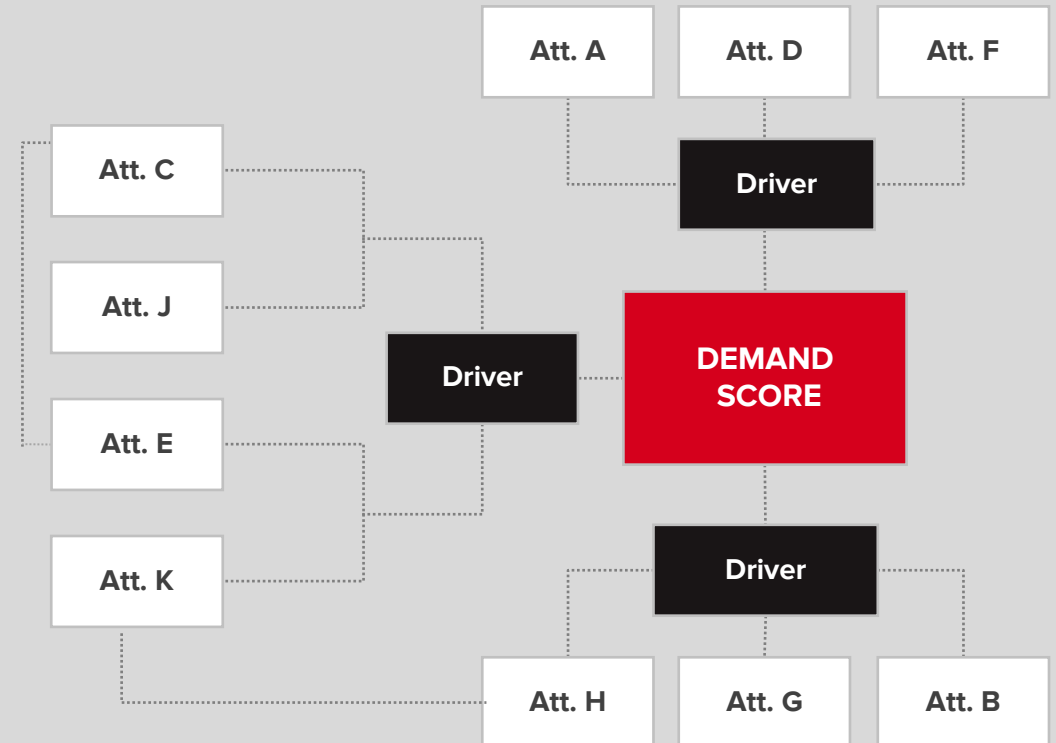 Att. A
Att. D
Att. F
Att. C
Driver
Att. J
DEMAND
SCORE
Driver
Att. E
Att. K
Driver
Att. H
Att. G
Att. B